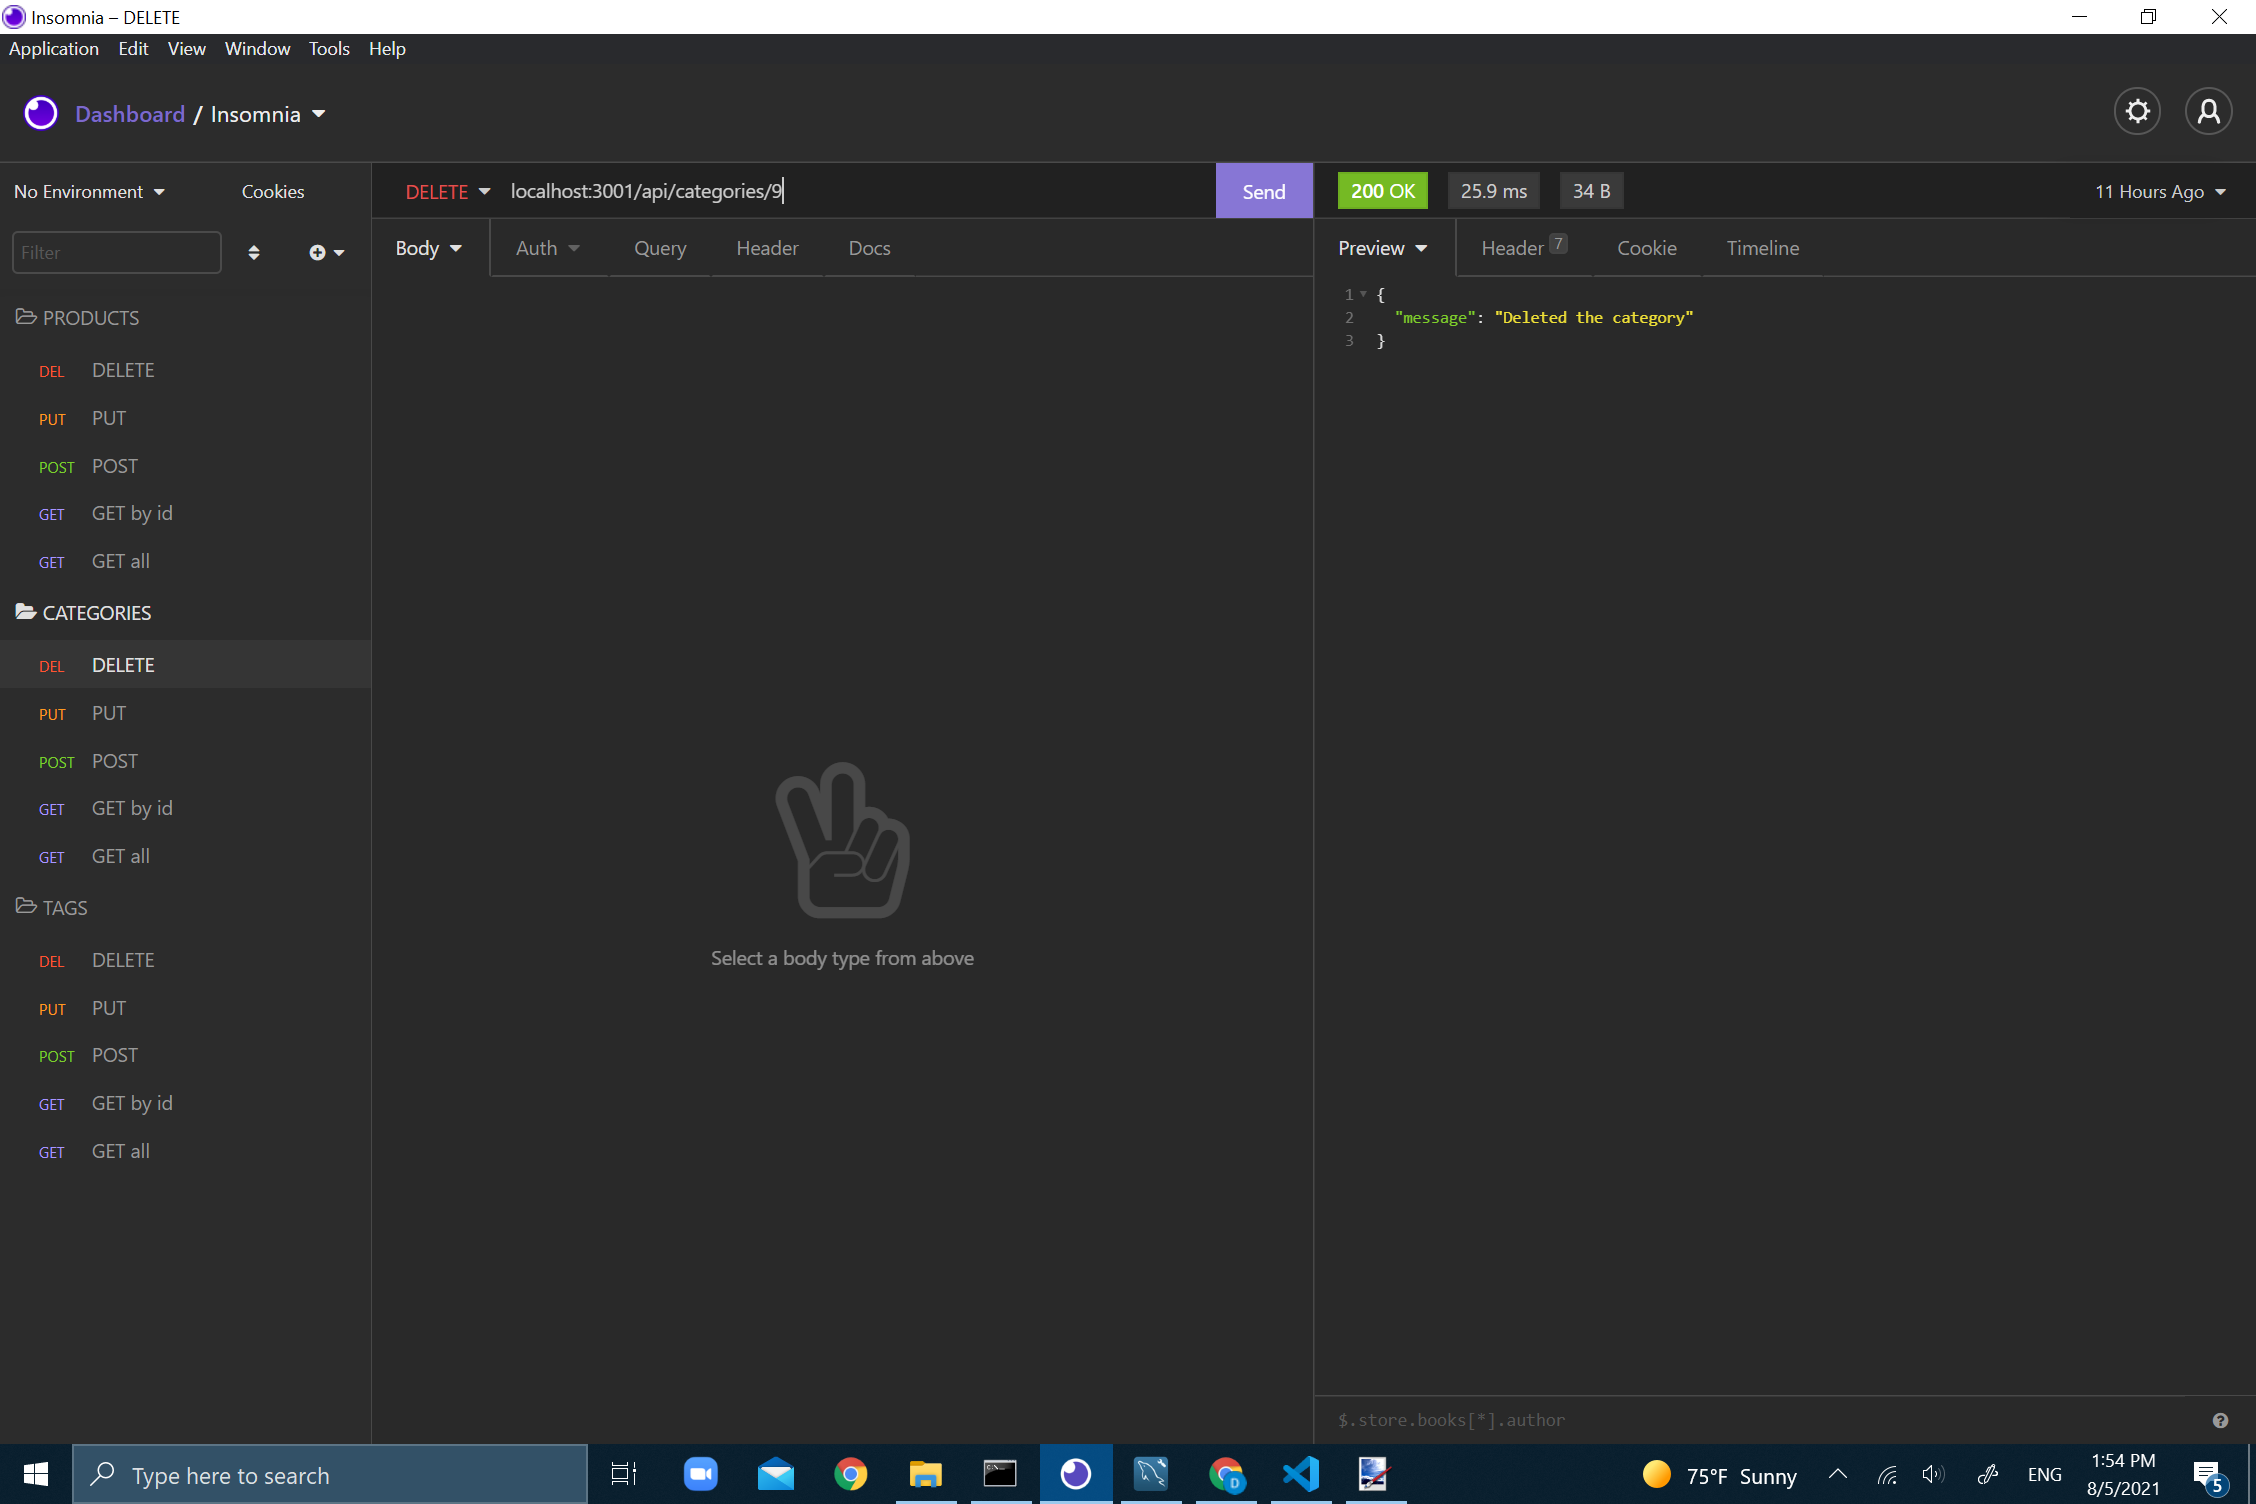 Insomnia – DELETE
Application Edit View Window Tools Help
Dashboard / Insomnia
No Environment Cookies
Filter
PRODUCTS
DEL DELETE
PUT PUT
POST POST
GET GET by id
GET GET all
CATEGORIES
DEL DELETE
PUT PUT
POST POST
GET GET by id
GET GET all
TAGS
DEL DELETE
PUT PUT
POST POST
GET GET by id
GET GET all
DELETE localhost:3001/api/categories/9 Send
Body Auth Query Header Docs
Select a body type from above
200 OK 25.9 ms 34 B 11 Hours Ago
Preview Header 7 Cookie Timeline
1 {
2 "message": "Deleted the category"
3 }
$.store.books[*].author
Type here to search
D
75°F Sunny
ENG
1:54 PM
8/5/2021
5